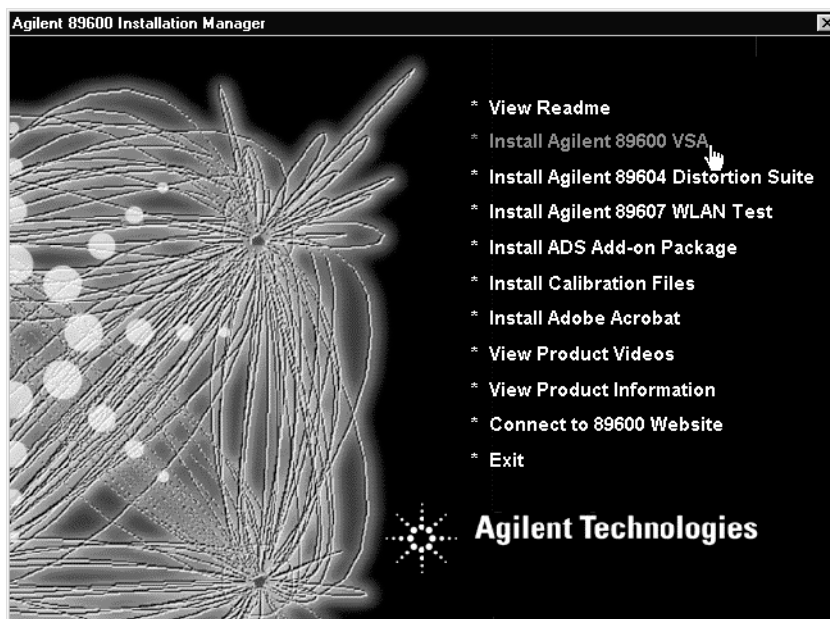 Agilent 89600 Installation Manager
* View Readme
* Install Agilent 89600 VSA
* Install Agilent 89604 Distortion Suite
* Install Agilent 89607 WLAN Test
* Install ADS Add-on Package
* Install Calibration Files
* Install Adobe Acrobat
* View Product Videos
* View Product Information
* Connect to 89600 Website
* Exit
Agilent Technologies